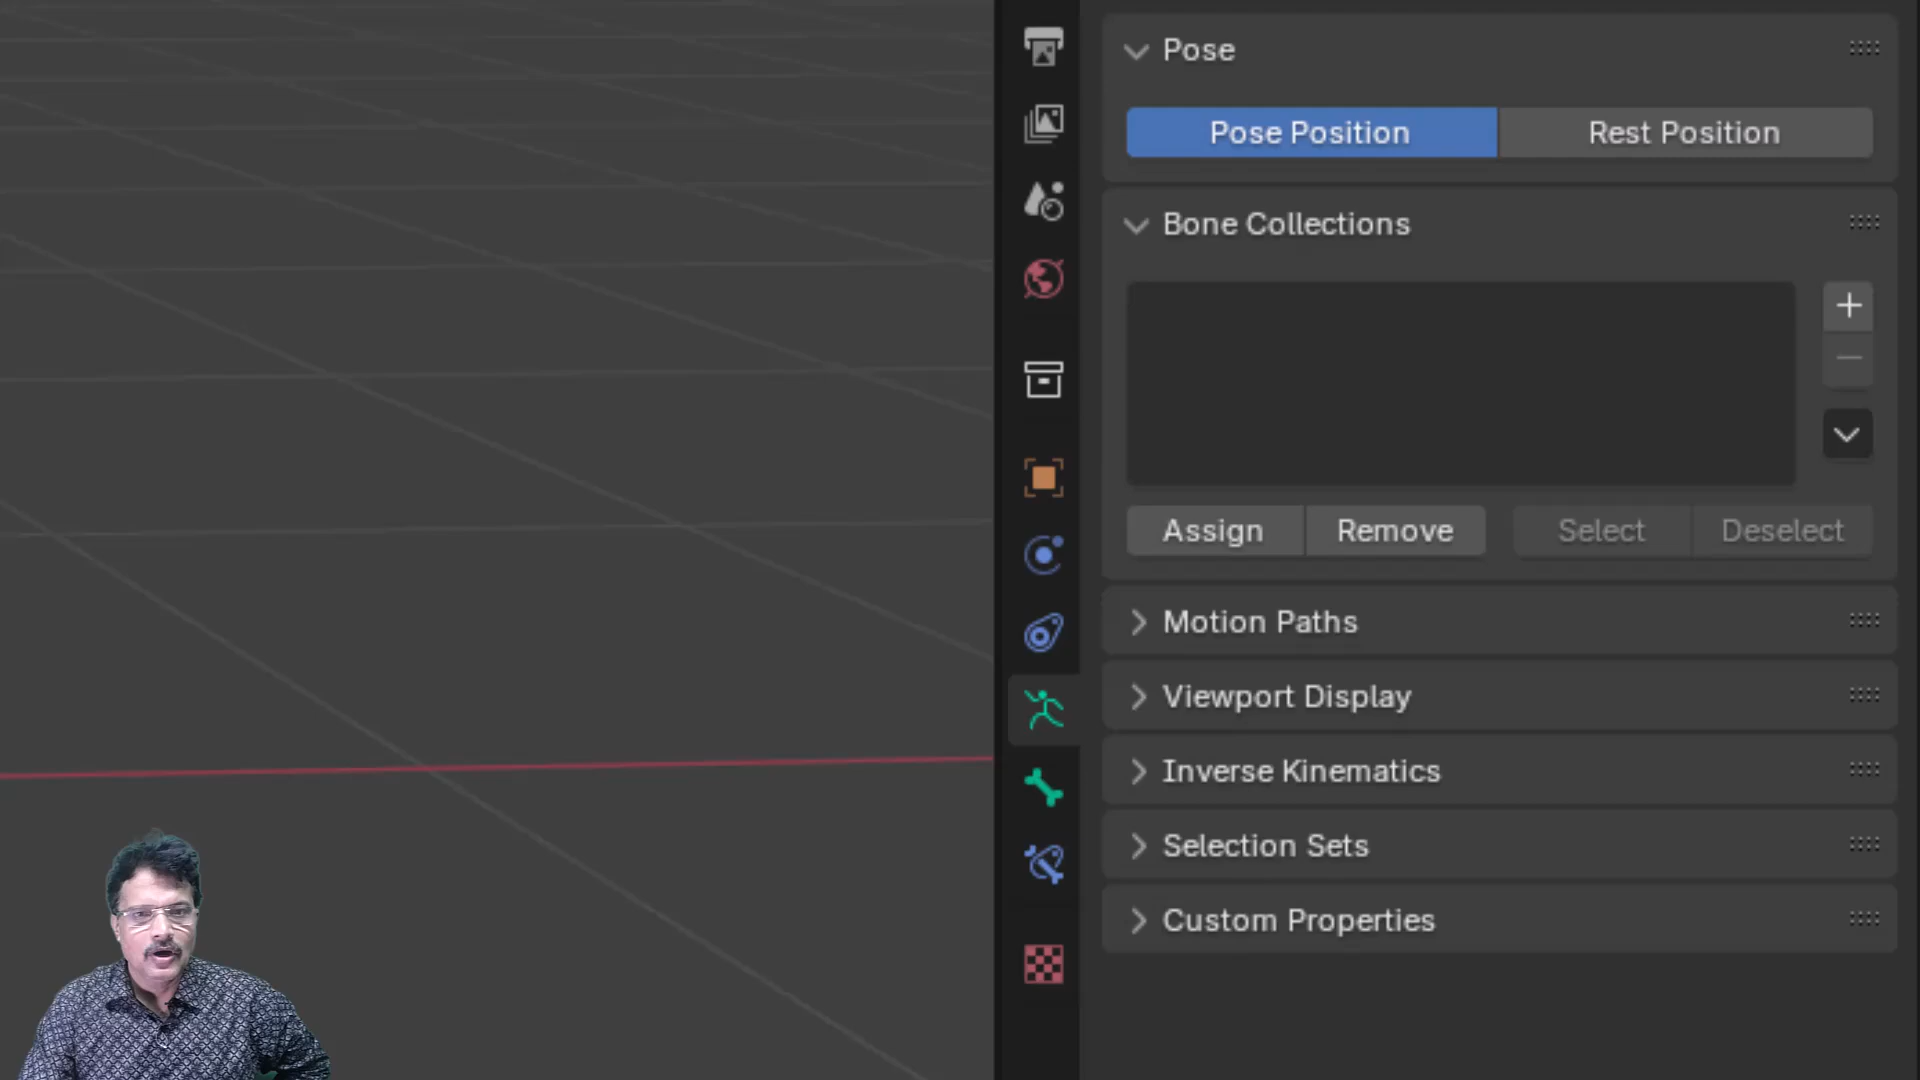 Pose
Pose Position Rest Position
Bone Collections
Assign Remove Select Deselect
Motion Paths
Viewport Display
Inverse Kinematics
Selection Sets
Custom Properties